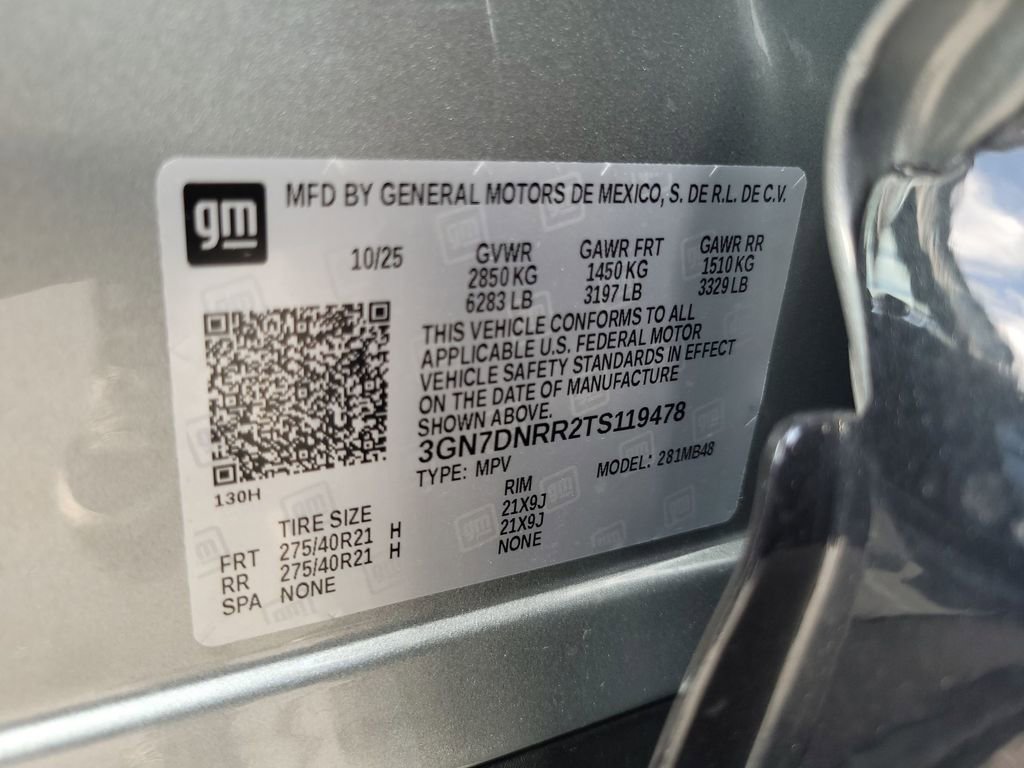 gm
MFD BY GENERAL MOTORS DE MEXICO, S. DE R.L. DE C.V.
10/25 GVWR GAWR FRT GAWR RR
2850 KG 1450 KG 1510 KG
6283 LB 3197 LB 3329 LB
THIS VEHICLE CONFORMS TO ALL
APPLICABLE U.S. FEDERAL MOTOR
VEHICLE SAFETY STANDARDS IN EFFECT
ON THE DATE OF MANUFACTURE
SHOWN ABOVE.
3GN7DNRR2TS119478
TYPE: MPV MODEL: 281MB48
130H
TIRE SIZE RIM
FRT 275/40R21 H 21X9J
RR 275/40R21 H 21X9J
SPA NONE NONE